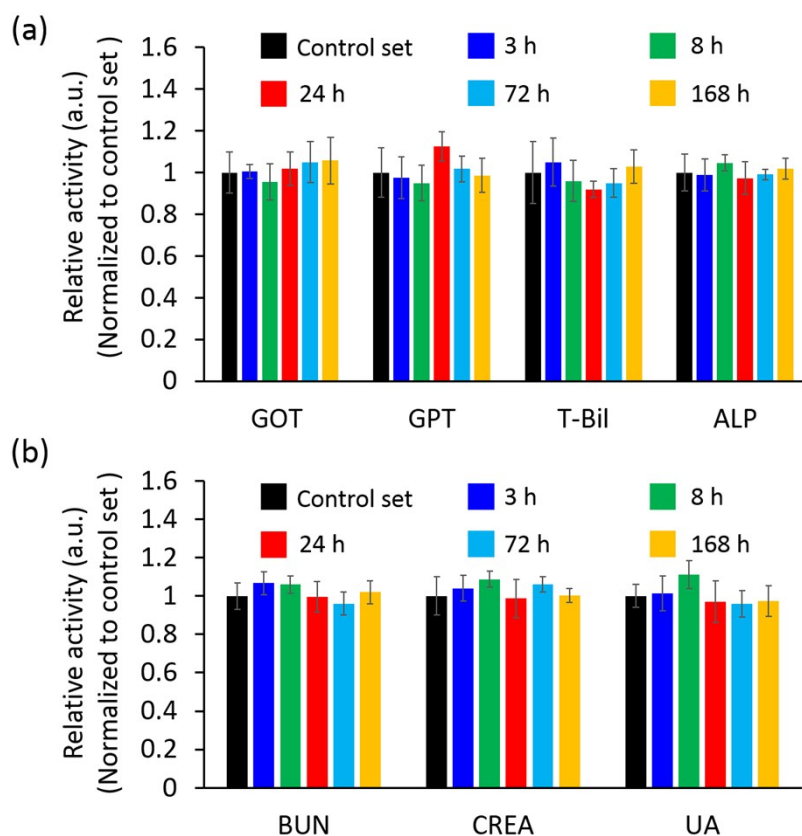 (a)
Relative activity (a.u.)
(Normalized to control set )
1.6
1.4
1.2
1
0.8
0.6
0.4
0.2
0
Control set
3 h
8 h
24 h
72 h
168 h
GOT
GPT
T-Bil
ALP
(b)
Relative activity (a.u.)
(Normalized to control set )
1.6
1.4
1.2
1
0.8
0.6
0.4
0.2
0
Control set
3 h
8 h
24 h
72 h
168 h
BUN
CREA
UA